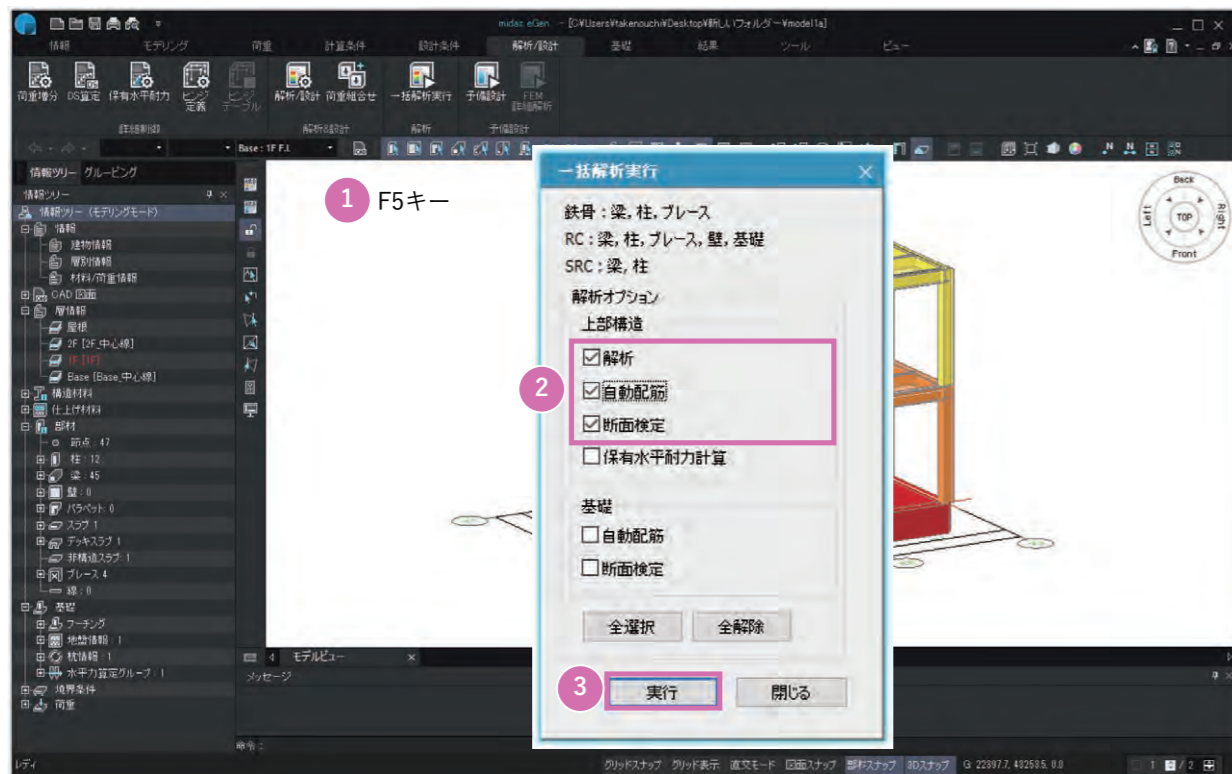 midas eGen - [C:¥Users¥takenouchi¥Desktop¥新しいフォルダー¥model1a]
情報 モデリング 荷重 計算条件 設計条件 解析/設計 基礎 結果 ツール ビュー
荷重増分 DS算定 保有水平耐力 ヒンジ定義 ヒンジテーブル 解析/設計 荷重組合せ 一括解析実行 予備設計 FEM詳細解析
詳細制御 解析&設計 解析 予備設計
Base : 1F F.L
情報ツリー グルーピング
情報ツリー
情報ツリー (モデリングモード)
情報
建物情報
層別情報
材料/荷重情報
CAD 図面
層情報
屋根
2F [2F_中心線]
1F [1F]
Base [Base_中心線]
構造材料
仕上げ材料
部材
節点 : 47
柱 : 12
梁 : 45
壁 : 0
パラペット: 0
スラブ 1
デッキスラブ 1
非構造スラブ: 1
ブレース 4
線 : 0
基礎
フーチング
地盤情報 : 1
杭情報 : 1
水平力算定グループ : 1
境界条件
荷重
1 F5キー
Back
Left TOP Right
Front
一括解析実行
鉄骨 : 梁, 柱, ブレース
RC : 梁, 柱, ブレース, 壁, 基礎
SRC : 梁, 柱
解析オプション
上部構造
解析
2 自動配筋
断面検定
保有水平耐力計算
基礎
自動配筋
断面検定
全選択 全解除
3 実行 閉じる
モデルビュー
メッセージ
命令 :
レディ グリッドスナップ グリッド表示 直交モード 図面スナップ 部材スナップ 3Dスナップ G: 22397.7, 48253.5, 0.0 1 / 2